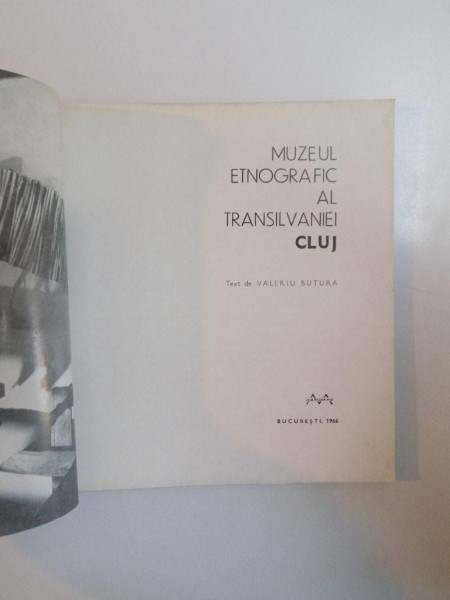 MUZEUL
ETNOGRAFIC
AL
TRANSILVANIEI
CLUJ
Text de VALERIU BUTURA
BUCUREȘTI, 1966